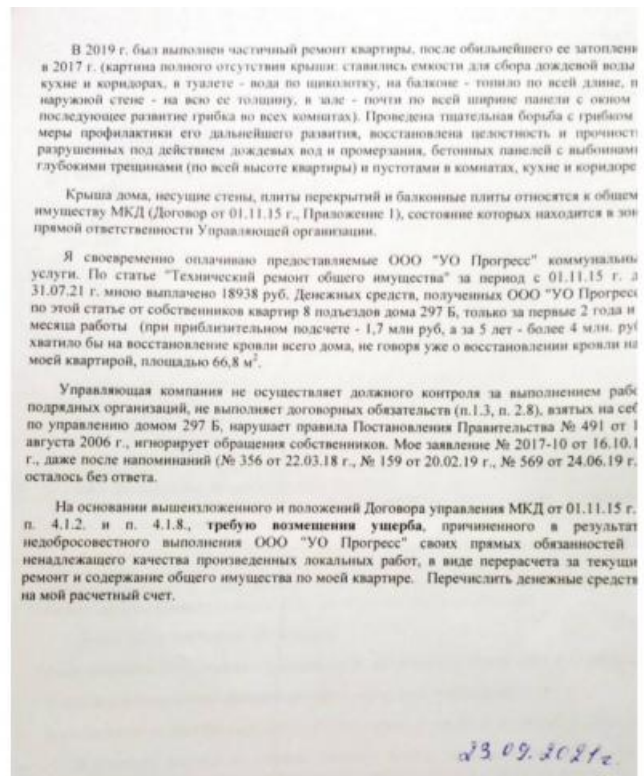 В 2019 г. был выполнен частичный ремонт квартиры, после обильнейшего ее затоплен
в 2017 г. (картина полного отсутствия крыши: ставились емкости для сбора дождевой воды
кухне и коридорах, в туалете - вода по щиколотку, на балконе - топило по всей длине, п
наружной стене - на всю ее толщину, в зале - почти по всей ширине панели с окном
последующее развитие грибка во всех комнатах). Проведена тщательная борьба с грибком
меры профилактики его дальнейшего развития, восстановлена целостность и прочност
разрушенных под действием дождевых вод и промерзания, бетонных панелей с выбоинам
глубокими трещинами (по всей высоте квартиры) и пустотами в комнатах, кухне и коридоре
Крыша дома, несущие стены, плиты перекрытий и балконные плиты относятся к общем
имуществу МКД (Договор от 01.11.15 г., Приложение 1), состояние которых находится в зон
прямой ответственности Управляющей организации.
Я своевременно оплачиваю предоставляемые ООО "УО Прогресс" коммунальны
услуги. По статье "Технический ремонт общего имущества" за период с 01.11.15 г. д
31.07.21 г. мною выплачено 18938 руб. Денежных средств, полученных ООО "УО Прогресс
по этой статье от собственников квартир 8 подъездов дома 297 Б, только за первые 2 года и
месяца работы (при приблизительном подсчете - 1,7 млн руб, а за 5 лет - более 4 млн. руб
хватило бы на восстановление кровли всего дома, не говоря уже о восстановлении кровли на
моей квартирой, площадью 66,8 м².
Управляющая компания не осуществляет должного контроля за выполнением рабо
подрядных организаций, не выполняет договорных обязательств (п.1.3, п. 2.8), взятых на себ
по управлению домом 297 Б, нарушает правила Постановления Правительства № 491 от 1
августа 2006 г., игнорирует обращения собственников. Мое заявление № 2017-10 от 16.10.1
г., даже после напоминаний (№ 356 от 22.03.18 г., № 159 от 20.02.19 г., № 569 от 24.06.19 г.
осталось без ответа.
На основании вышеизложенного и положений Договора управления МКД от 01.11.15 г.
п. 4.1.2. и п. 4.1.8., требую возмещения ущерба, причиненного в результат
недобросовестного выполнения ООО "УО Прогресс" своих прямых обязанностей
ненадлежащего качества произведенных локальных работ, в виде перерасчета за текущи
ремонт и содержание общего имущества по моей квартире. Перечислить денежные средств
на мой расчетный счет.
23.09.2021г.